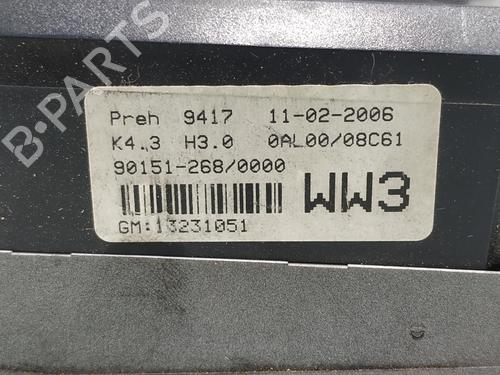 B-PARTS
Preh 9417 11-02-2006
K4.3 H3.0 0AL00/08C61
90151-268/0000
WW3
GM:13231051